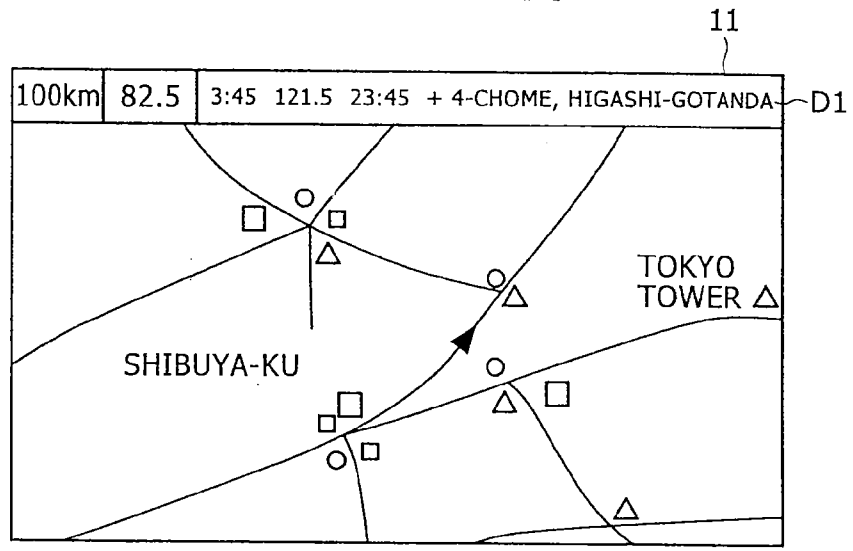 11
100km 82.5 3:45 121.5 23:45 + 4-CHOME, HIGASHI-GOTANDA D1
TOKYO
TOWER
SHIBUYA-KU